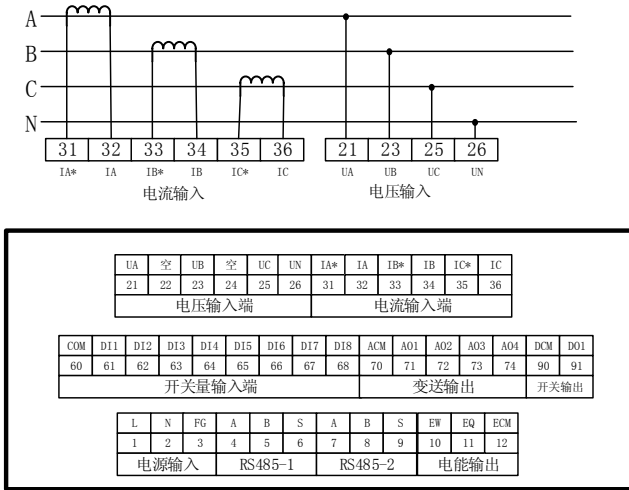 A
B
C
N
31 32 33 34 35 36 21 23 25 26
IA* IA IB* IB IC* IC UA UB UC UN
电流输入 电压输入
UA 空 UB 空 UC UN IA* IA IB* IB IC* IC
21 22 23 24 25 26 31 32 33 34 35 36
电压输入端 电流输入端
COM DI1 DI2 DI3 DI4 DI5 DI6 DI7 DI8 ACM AO1 AO2 AO3 AO4 DCM DO1
60 61 62 63 64 65 66 67 68 70 71 72 73 74 90 91
开关量输入端 变送输出 开关输出
L N FG A B S A B S EW EQ ECM
1 2 3 4 5 6 7 8 9 10 11 12
电源输入 RS485-1 RS485-2 电能输出